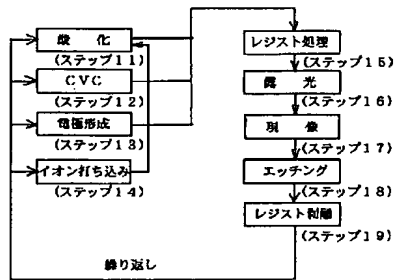 酸化
(ステップ11)
CVC
(ステップ12)
電極形成
(ステップ13)
イオン打ち込み
(ステップ14)
レジスト処理
(ステップ15)
露光
(ステップ16)
現像
(ステップ17)
エッチング
(ステップ18)
レジスト剥離
(ステップ19)
繰り返し